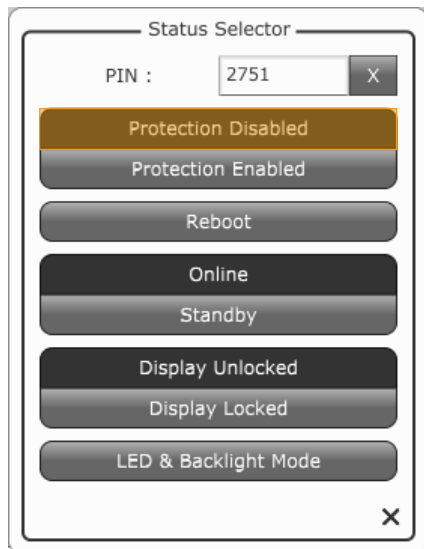 Status Selector
PIN : 2751 X
Protection Disabled
Protection Enabled
Reboot
Online
Standby
Display Unlocked
Display Locked
LED & Backlight Mode